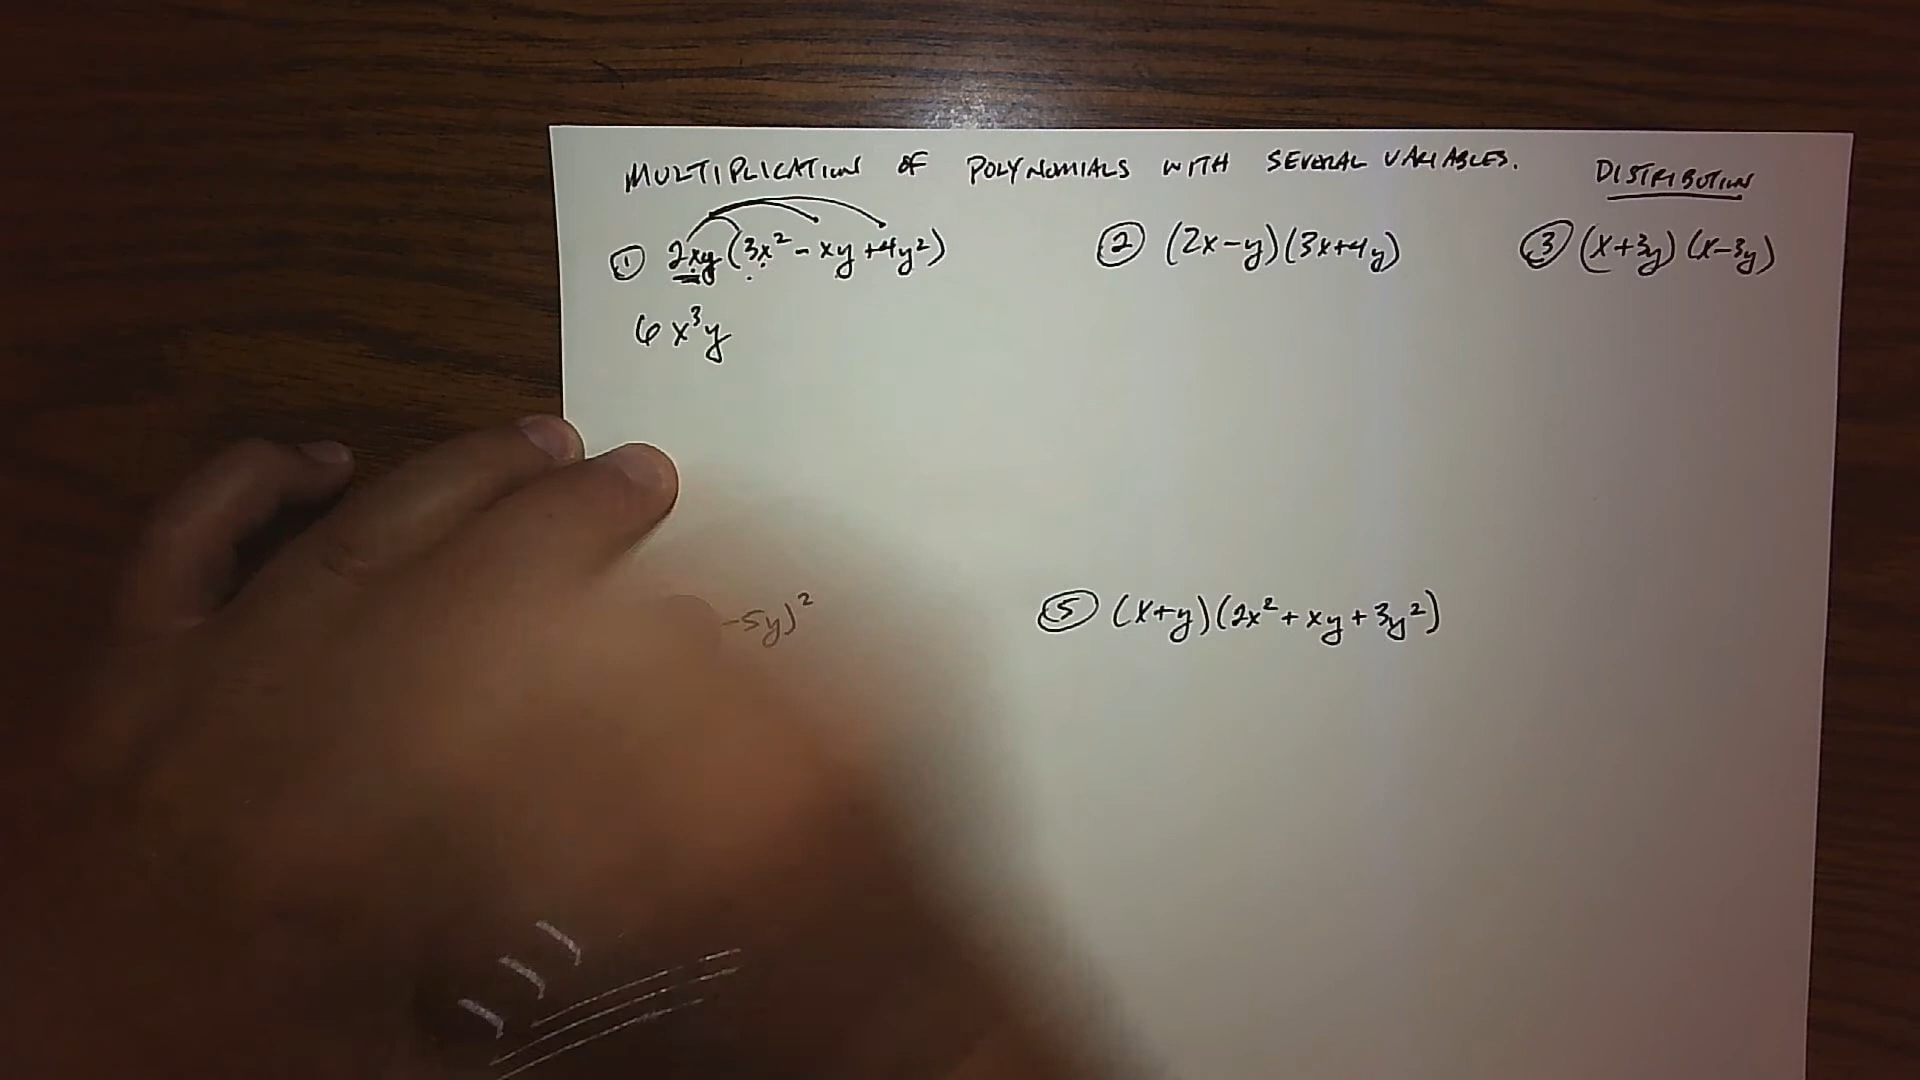 MULTIPLICATION OF POLYNOMIALS WITH SEVERAL VARIABLES. DISTRIBUTION
① 2xy(3x² - xy + 4y²) ② (2x-y)(3x+4y) ③ (x+3y)(x-3y)
6x³y
-5y)² ⑤ (x+y)(2x² + xy + 3y²)